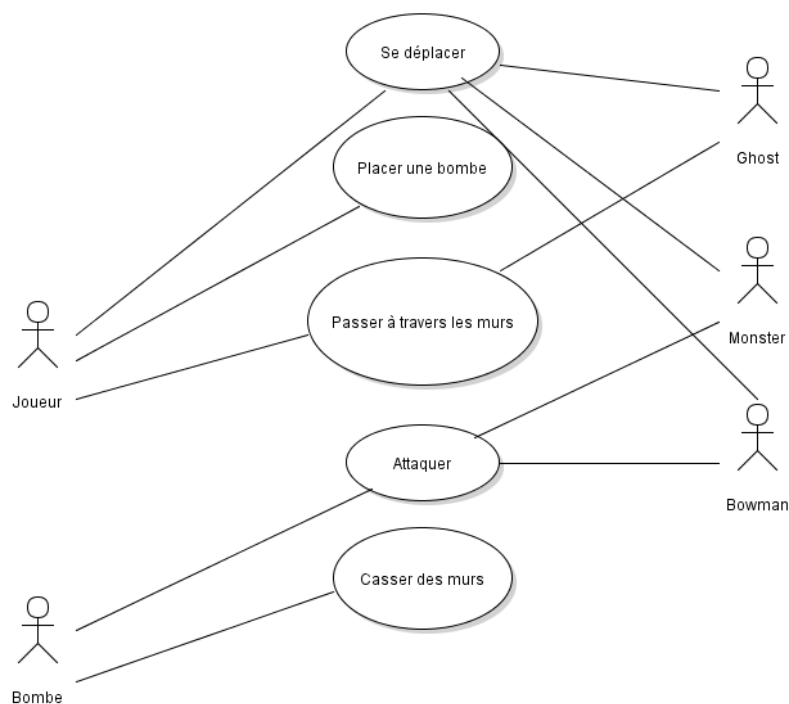 Se déplacer
Ghost
Placer une bombe
Passer à travers les murs
Monster
Joueur
Attaquer
Bowman
Casser des murs
Bombe